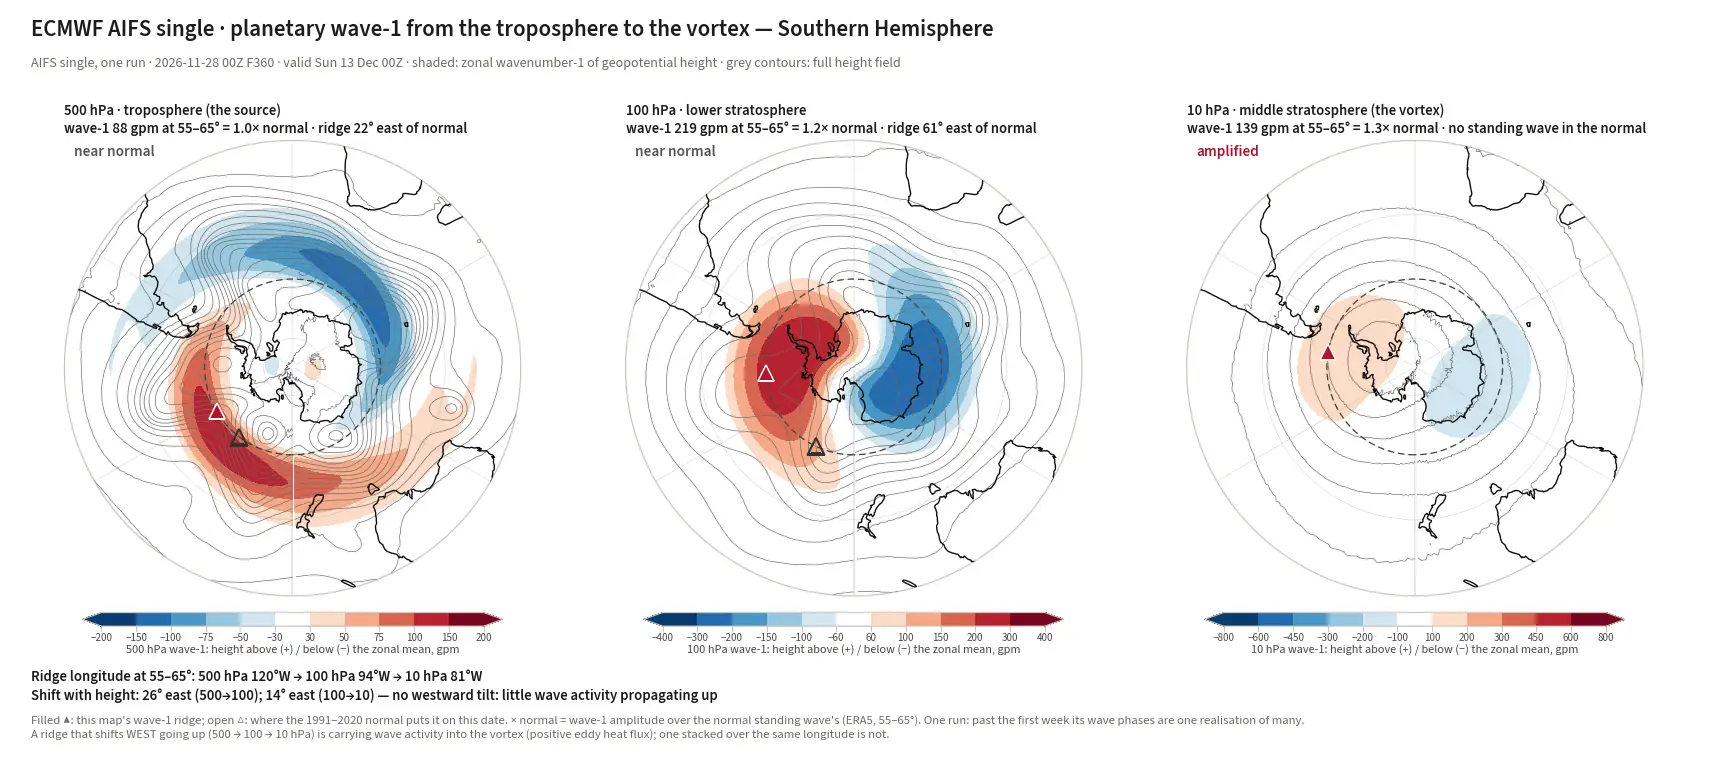 ECMWF AIFS single · planetary wave-1 from the troposphere to the vortex — Southern Hemisphere
AIFS single, one run · 2026-11-28 00Z F360 · valid Sun 13 Dec 00Z · shaded: zonal wavenumber-1 of geopotential height · grey contours: full height field
500 hPa · troposphere (the source)
wave-1 88 gpm at 55–65° = 1.0× normal · ridge 22° east of normal
near normal
100 hPa · lower stratosphere
wave-1 219 gpm at 55–65° = 1.2× normal · ridge 61° east of normal
near normal
10 hPa · middle stratosphere (the vortex)
wave-1 139 gpm at 55–65° = 1.3× normal · no standing wave in the normal
amplified
−200 −150 −100 −75 −50 −30 30 50 75 100 150 200
500 hPa wave-1: height above (+) / below (−) the zonal mean, gpm
−400 −300 −200 −150 −100 −60 60 100 150 200 300 400
100 hPa wave-1: height above (+) / below (−) the zonal mean, gpm
−800 −600 −450 −300 −200 −100 100 200 300 450 600 800
10 hPa wave-1: height above (+) / below (−) the zonal mean, gpm
Ridge longitude at 55–65°: 500 hPa 120°W → 100 hPa 94°W → 10 hPa 81°W
Shift with height: 26° east (500→100); 14° east (100→10) — no westward tilt: little wave activity propagating up
Filled ▲: this map's wave-1 ridge; open △: where the 1991–2020 normal puts it on this date. × normal = wave-1 amplitude over the normal standing wave's (ERA5, 55–65°). One run: past the first week its wave phases are one realisation of many.
A ridge that shifts WEST going up (500 → 100 → 10 hPa) is carrying wave activity into the vortex (positive eddy heat flux); one stacked over the same longitude is not.